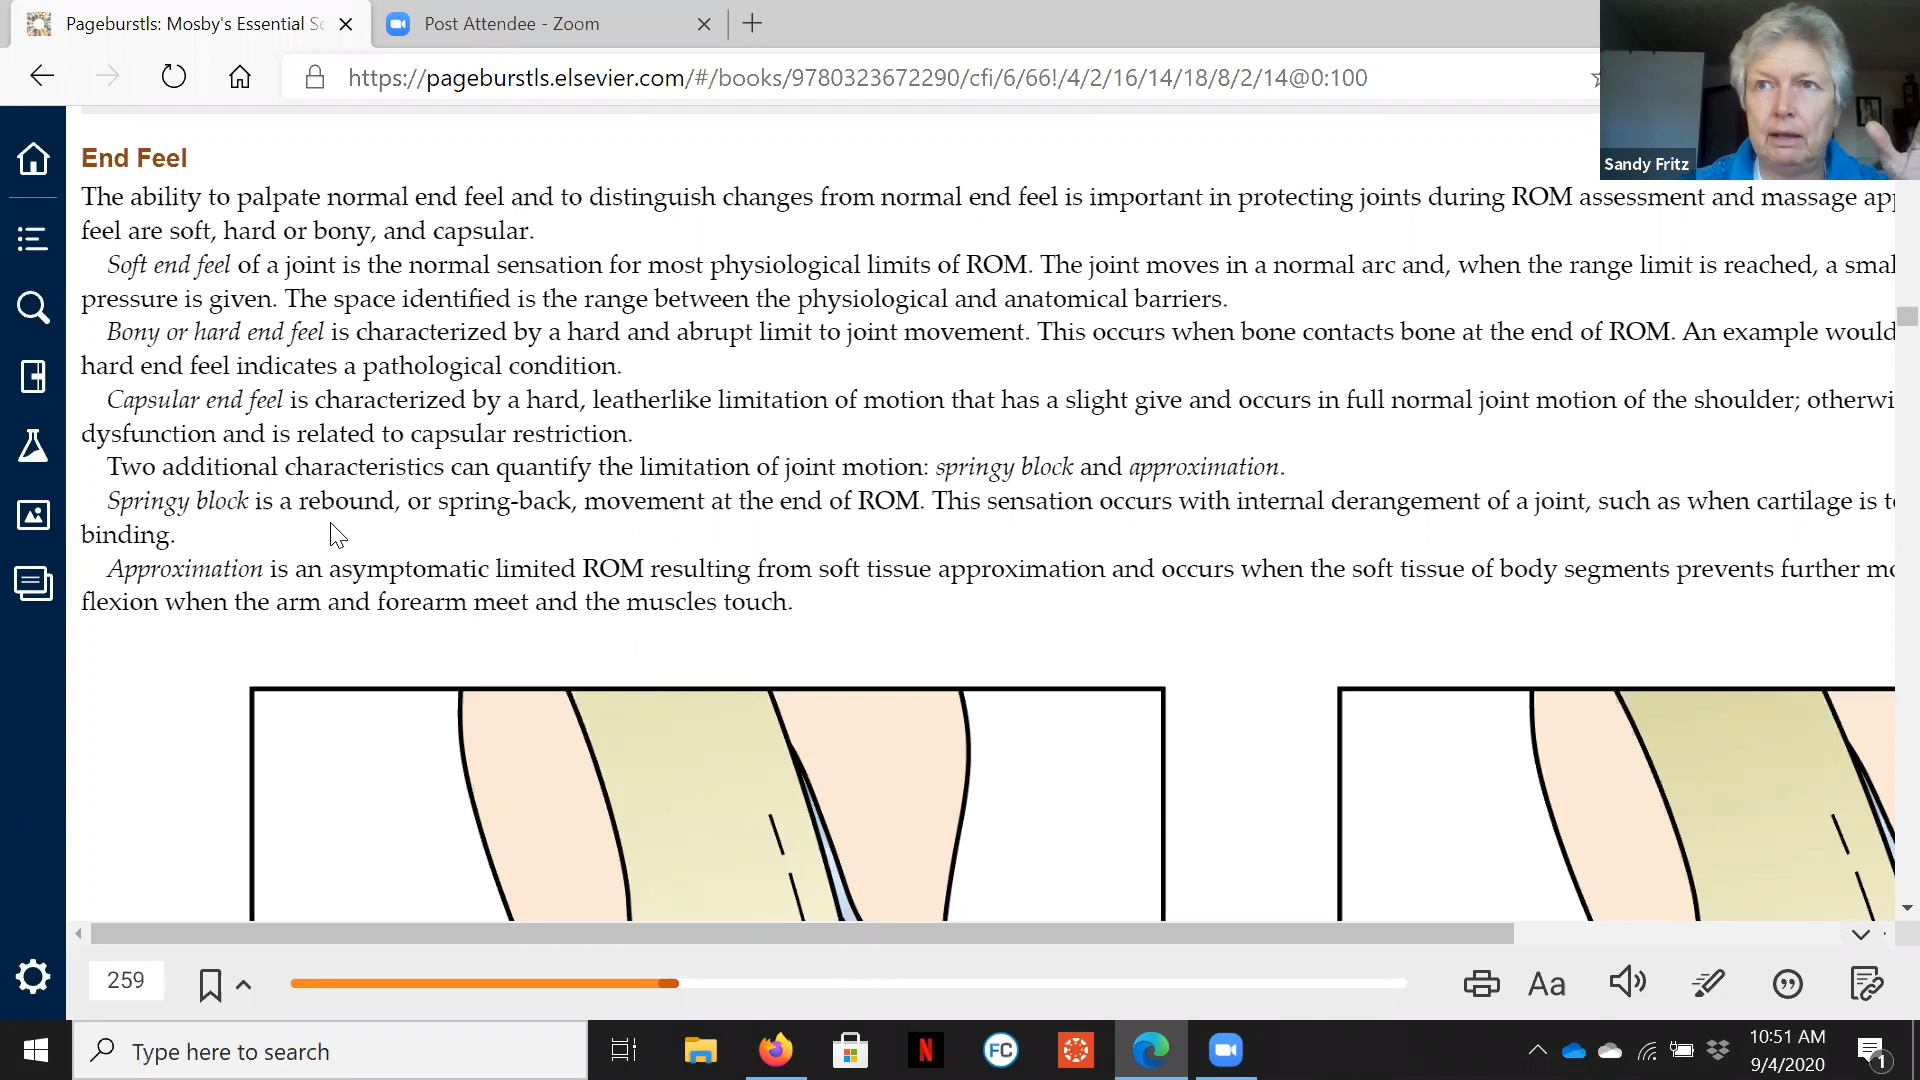 Pageburstls: Mosby's Essential
Post Attendee - Zoom
https://pageburstls.elsevier.com/#/books/9780323672290/cfi/6/66!/4/2/16/14/18/8/2/14@0:100
Sandy Fritz
End Feel
The ability to palpate normal end feel and to distinguish changes from normal end feel is important in protecting joints during ROM assessment and massage
feel are soft, hard or bony, and capsular.
Soft end feel of a joint is the normal sensation for most physiological limits of ROM. The joint moves in a normal arc and, when the range limit is reached, a
pressure is given. The space identified is the range between the physiological and anatomical barriers.
Bony or hard end feel is characterized by a hard and abrupt limit to joint movement. This occurs when bone contacts bone at the end of ROM. An example would
hard end feel indicates a pathological condition.
Capsular end feel is characterized by a hard, leatherlike limitation of motion that has a slight give and occurs in full normal joint motion of the shoulder;
dysfunction and is related to capsular restriction.
Two additional characteristics can quantify the limitation of joint motion: springy block and approximation.
Springy block is a rebound, or spring-back, movement at the end of ROM. This sensation occurs with internal derangement of a joint, such as when cartilage is
binding.
Approximation is an asymptomatic limited ROM resulting from soft tissue approximation and occurs when the soft tissue of body segments prevents further
flexion when the arm and forearm meet and the muscles touch.
259
Aa
Type here to search
N
FC
10:51 AM
9/4/2020
1